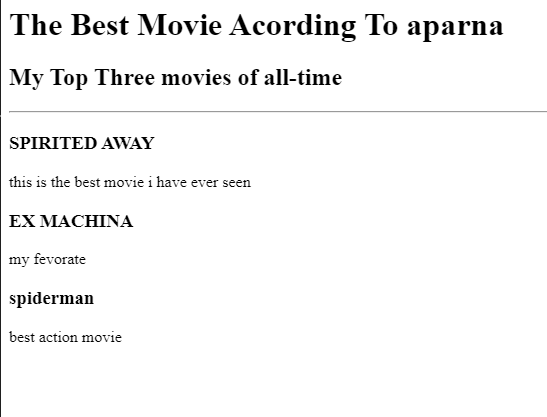 The Best Movie Acording To aparna
My Top Three movies of all-time
SPIRITED AWAY
this is the best movie i have ever seen
EX MACHINA
my fevorate
spiderman
best action movie